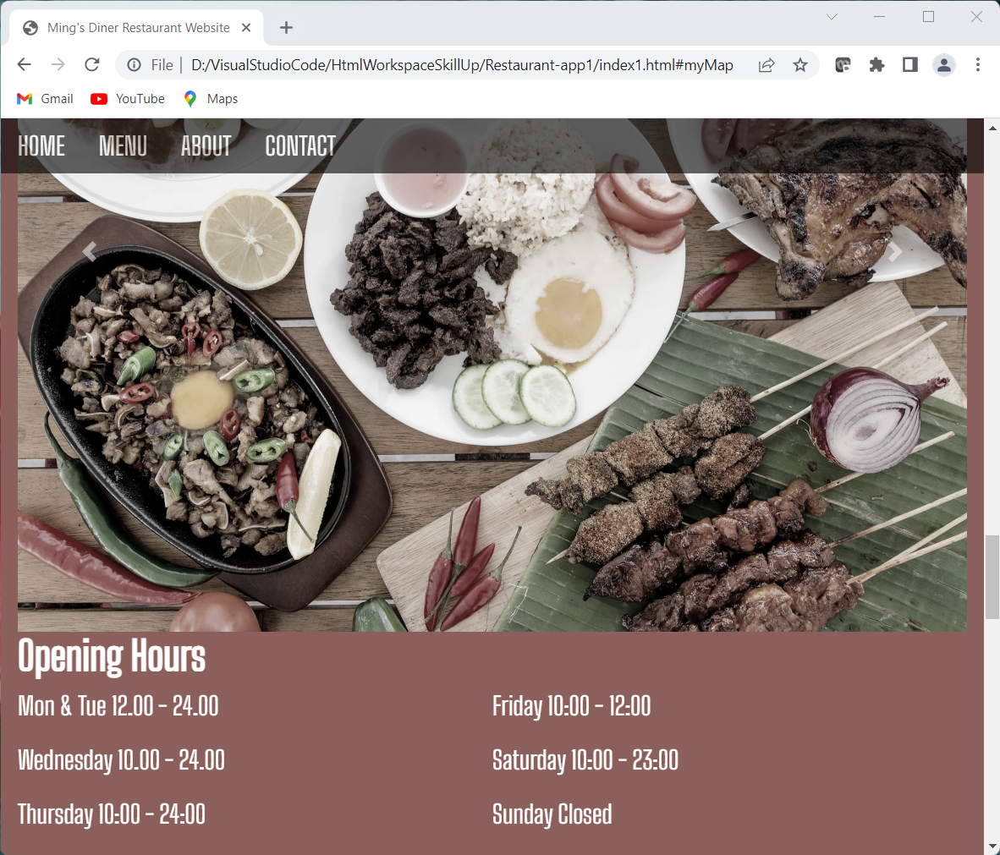 Ming's Diner Restaurant Website
File | D:/VisualStudioCode/HtmlWorkspaceSkillUp/Restaurant-app1/index1.html#myMap
Gmail YouTube Maps
HOME MENU ABOUT CONTACT
Opening Hours
Mon & Tue 12.00 - 24.00 Friday 10:00 - 12:00
Wednesday 10.00 - 24.00 Saturday 10:00 - 23:00
Thursday 10:00 - 24:00 Sunday Closed